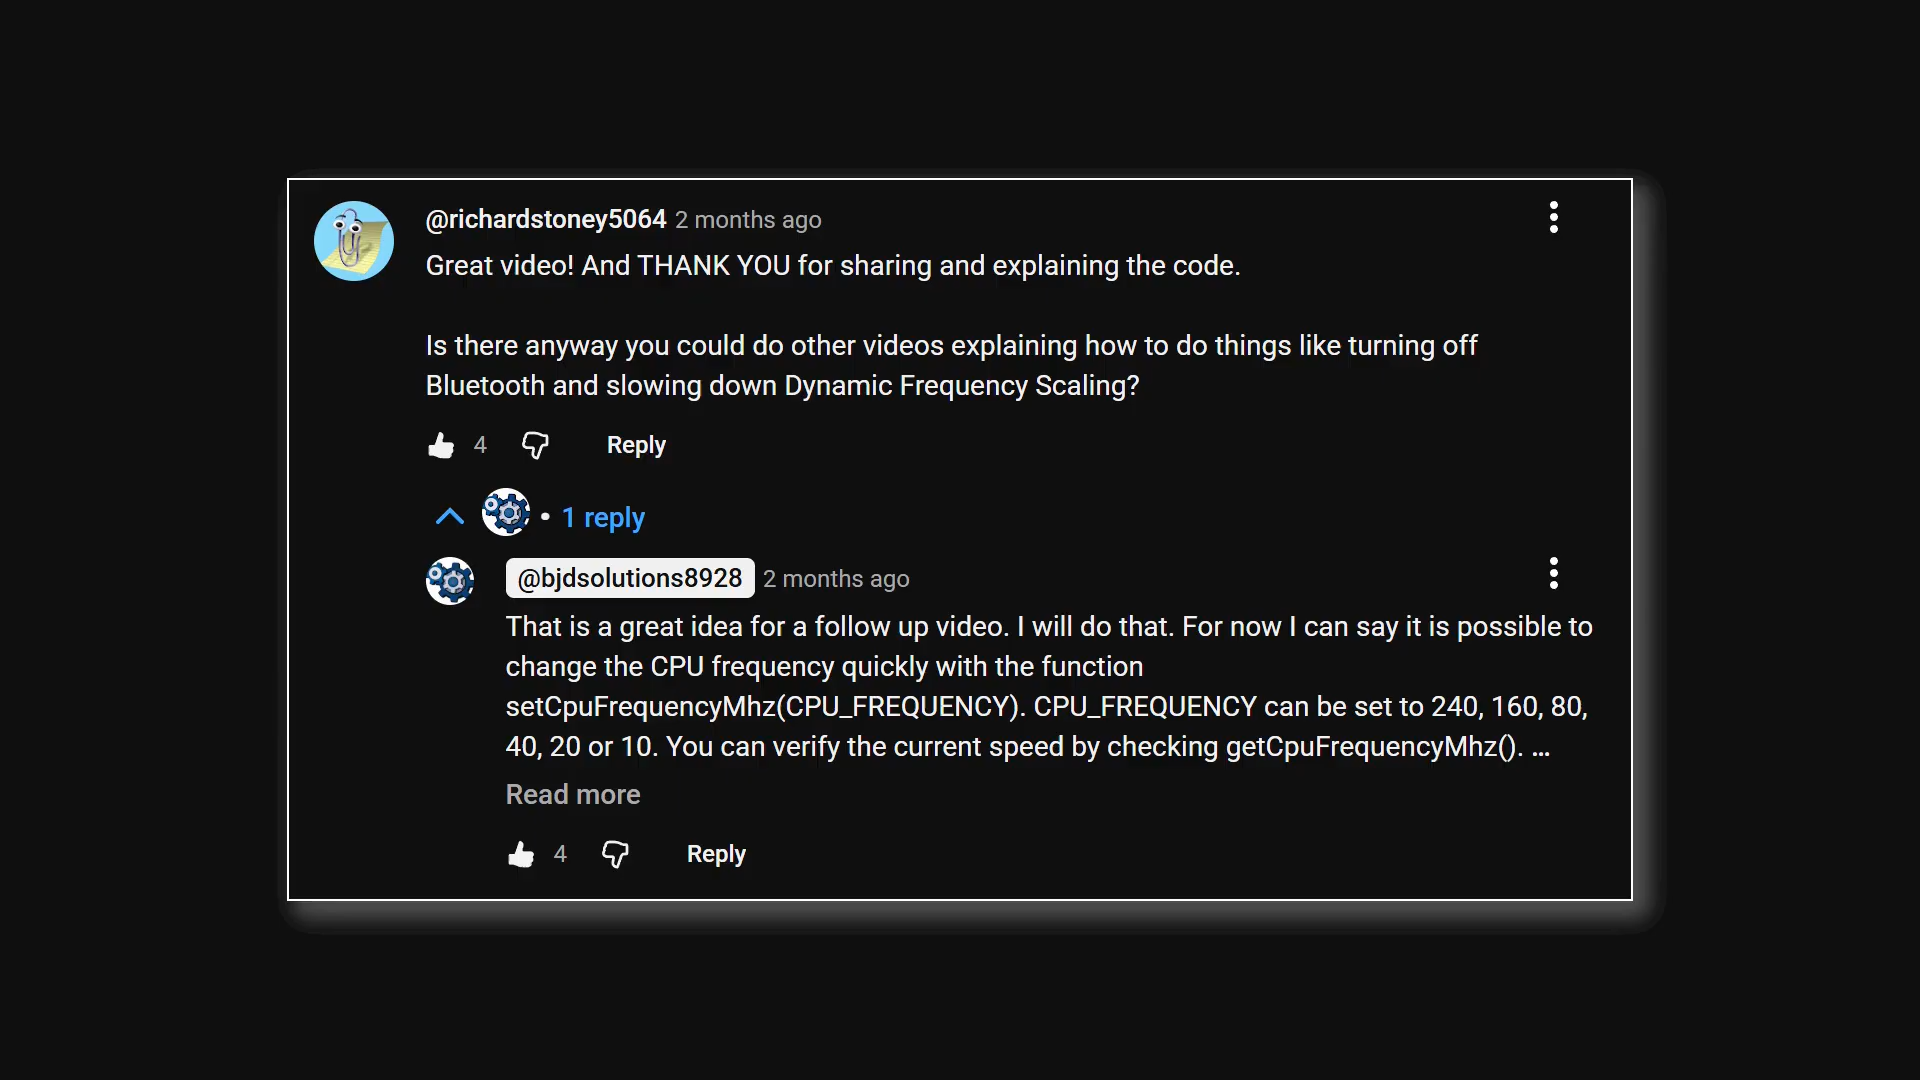 @richardstoney5064 2 months ago
Great video! And THANK YOU for sharing and explaining the code.
Is there anyway you could do other videos explaining how to do things like turning off
Bluetooth and slowing down Dynamic Frequency Scaling?
4 Reply
• 1 reply
@bjdsolutions8928 2 months ago
That is a great idea for a follow up video. I will do that. For now I can say it is possible to
change the CPU frequency quickly with the function
setCpuFrequencyMhz(CPU_FREQUENCY). CPU_FREQUENCY can be set to 240, 160, 80,
40, 20 or 10. You can verify the current speed by checking getCpuFrequencyMhz(). ...
Read more
4 Reply